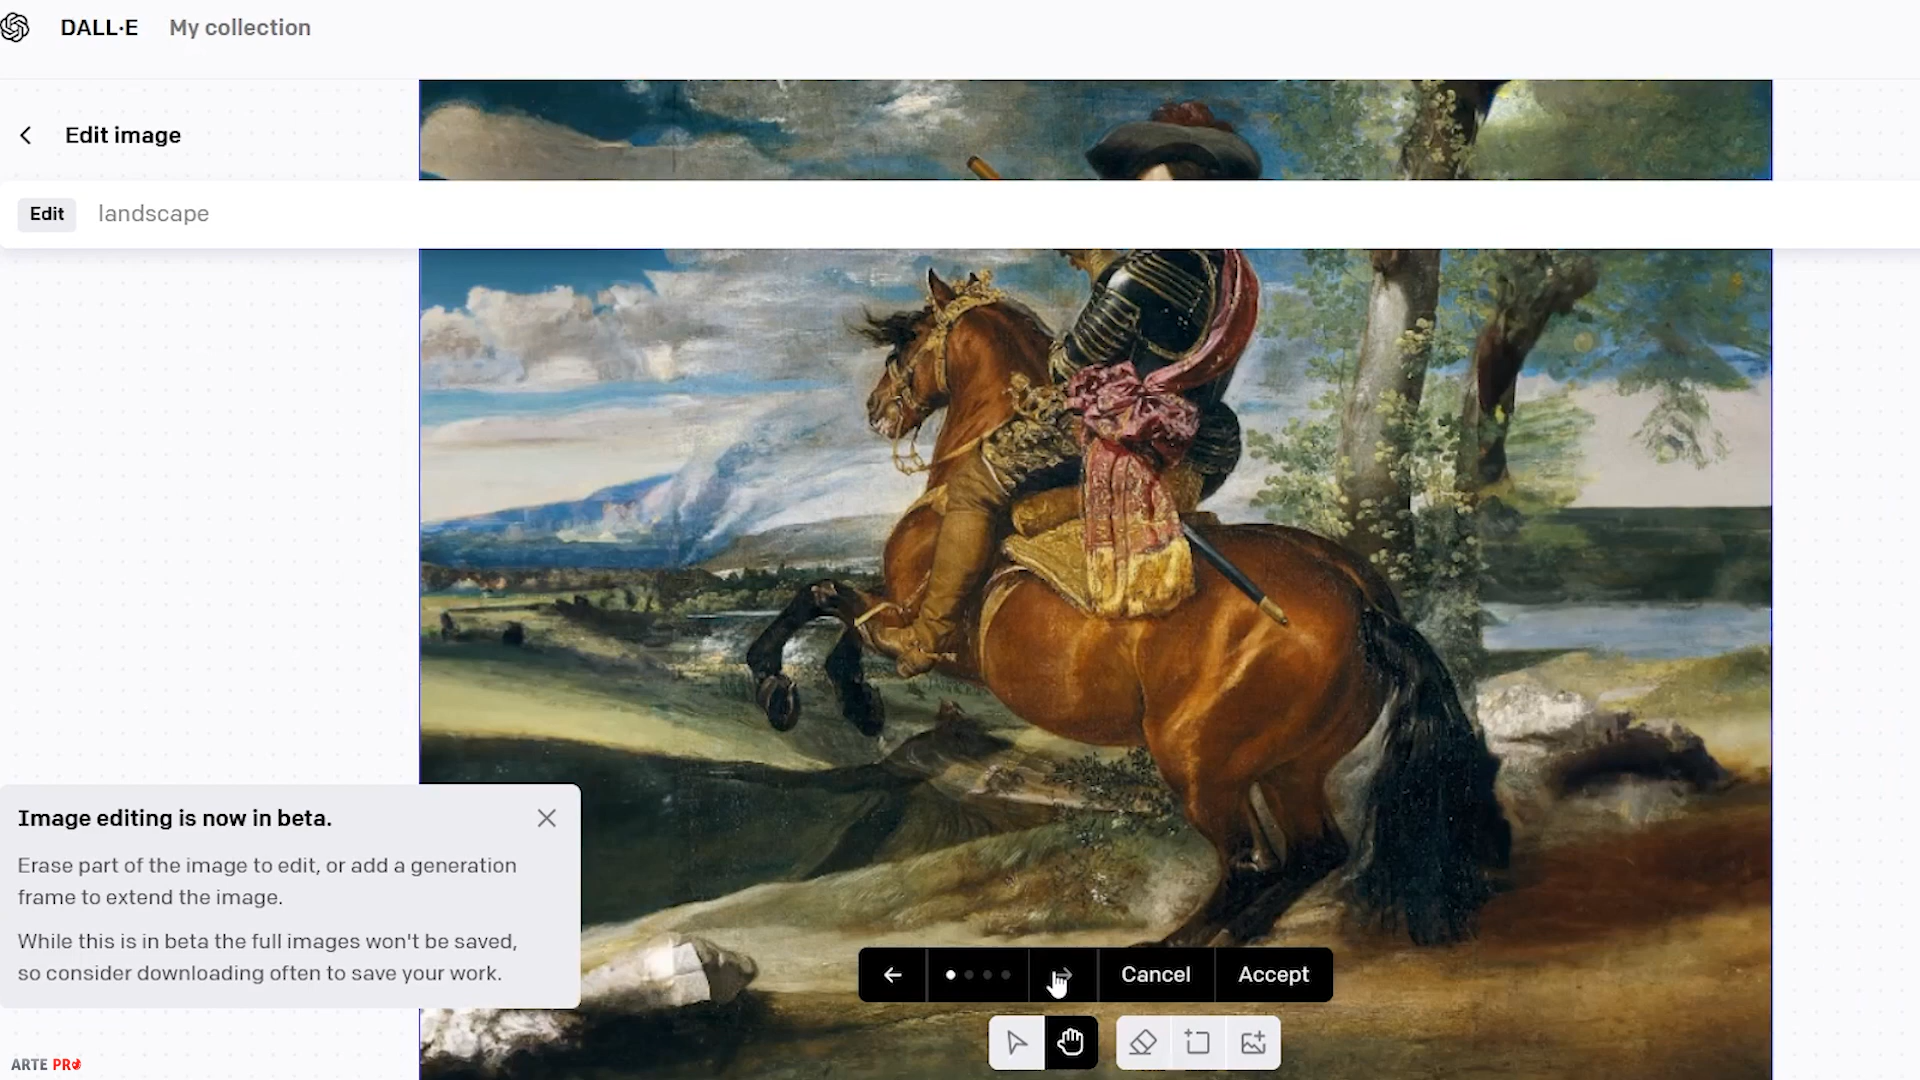 DALL·E My collection
Edit image
Edit landscape
Image editing is now in beta.
Erase part of the image to edit, or add a generation
frame to extend the image.
While this is in beta the full images won't be saved,
so consider downloading often to save your work.
Cancel Accept
ARTE PRO